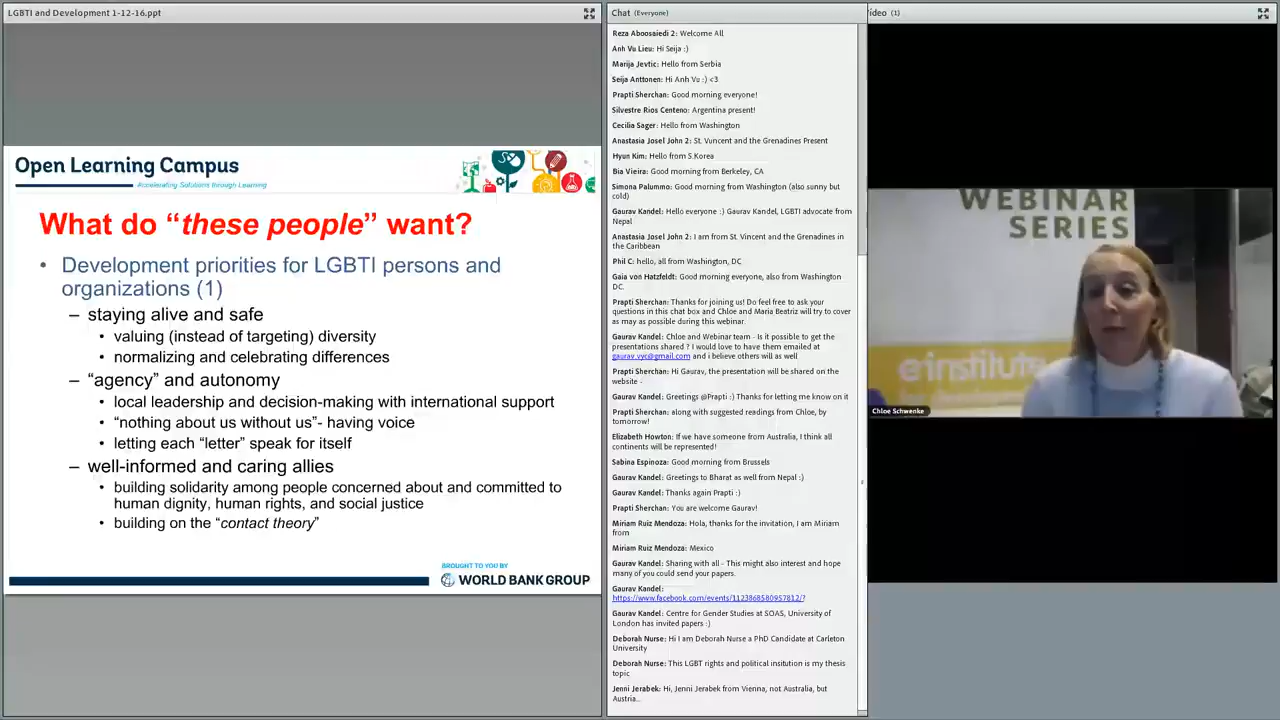 LGBTI and Development 1-12-16.ppt
Open Learning Campus
Accelerating Solutions through Learning
What do “these people” want?
• Development priorities for LGBTI persons and
organizations (1)
– staying alive and safe
• valuing (instead of targeting) diversity
• normalizing and celebrating differences
– “agency” and autonomy
• local leadership and decision-making with international support
• “nothing about us without us”- having voice
• letting each “letter” speak for itself
– well-informed and caring allies
• building solidarity among people concerned about and committed to
human dignity, human rights, and social justice
• building on the “contact theory”
BROUGHT TO YOU BY
WORLD BANK GROUP
Chat (Everyone)
Reza Aboosaiedi 2: Welcome All
Anh Vu Lieu: Hi Seija :)
Marija Jevtic: Hello from Serbia
Seija Anttonen: Hi Anh Vu :) <3
Prapti Sherchan: Good morning everyone!
Silvestre Rios Centeno: Argentina present!
Cecilia Sager: Hello from Washington
Anastasia Josel John 2: St. Vuncent and the Grenadines Present
Hyun Kim: Hello from S.Korea
Bia Vieira: Good morning from Berkeley, CA
Simona Palummo: Good morning from Washington (also sunny but
cold)
Gaurav Kandel: Hello everyone :) Gaurav Kandel, LGBTI advocate from
Nepal
Anastasia Josel John 2: I am from St. Vincent and the Grenadines in
the Caribbean
Phil C: hello, all from Washington, DC
Gaia von Hatzfeldt: Good morning everyone, also from Washington
DC.
Prapti Sherchan: Thanks for joining us! Do feel free to ask your
questions in this chat box and Chloe and Maria Beatriz will try to cover
as may as possible during this webinar.
Gaurav Kandel: Chloe and Webinar team - Is it possible to get the
presentations shared ? I would love to have them emailed at
gaurav.vyc@gmail.com and i believe others will as well
Prapti Sherchan: Hi Gaurav, the presentation will be shared on the
website -
Gaurav Kandel: Greetings @Prapti :) Thanks for letting me know on it
Prapti Sherchan: along with suggested readings from Chloe, by
tomorrow!
Elizabeth Howton: If we have someone from Australia, I think all
continents will be represented!
Sabina Espinoza: Good morning from Brussels
Gaurav Kandel: Greetings to Bharat as well from Nepal :)
Gaurav Kandel: Thanks again Prapti :)
Prapti Sherchan: You are welcome Gaurav!
Miriam Ruiz Mendoza: Hola, thanks for the invitation, I am Miriam
from
Miriam Ruiz Mendoza: Mexico
Gaurav Kandel: Sharing with all - This might also interest and hope
many of you could send your papers.
Gaurav Kandel:
https://www.facebook.com/events/1123868580957812/?
Gaurav Kandel: Centre for Gender Studies at SOAS, University of
London has invited papers :)
Deborah Nurse: Hi I am Deborah Nurse a PhD Candidate at Carleton
University
Deborah Nurse: This LGBT rights and political insitution is my thesis
topic
Jenni Jerabek: Hi, Jenni Jerabek from Vienna, not Australia, but
Austria...
ideo (1)
WEBINAR
SERIES
e institute
Chloe Schwenke